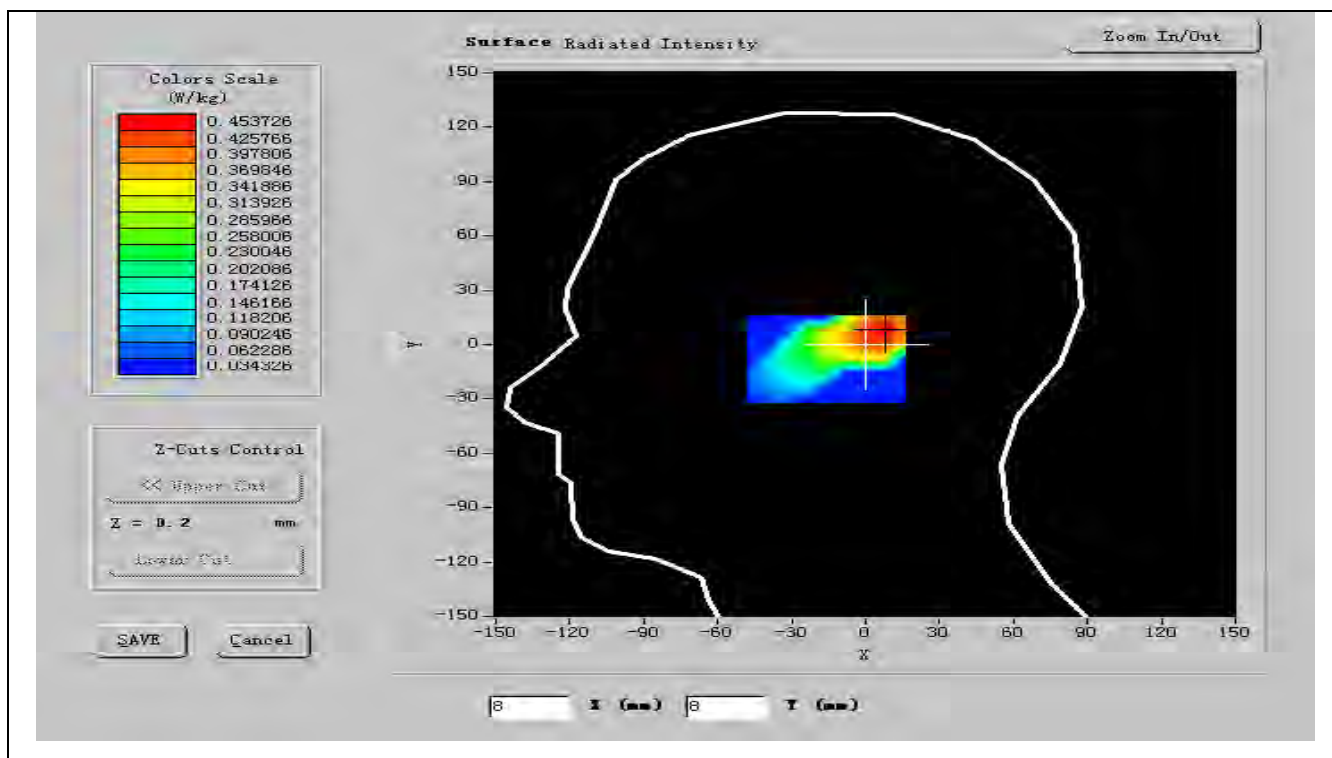 Surface Radiated Intensity
Zoom In/Out
Colors Scale
(W/kg)
0.453726
0.425766
0.397806
0.369846
0.341886
0.313926
0.285966
0.258006
0.230046
0.202086
0.174126
0.146166
0.118206
0.090246
0.062286
0.034326
Z-Cuts Control
<< Upper Cut
Z = 0.2 mm
Lower Cut
SAVE
Cancel
150
120
90
60
30
0
-30
-60
-90
-120
-150
Y
-150 -120 -90 -60 -30 0 30 60 90 120 150
X
8 X (mm) 8 Y (mm)